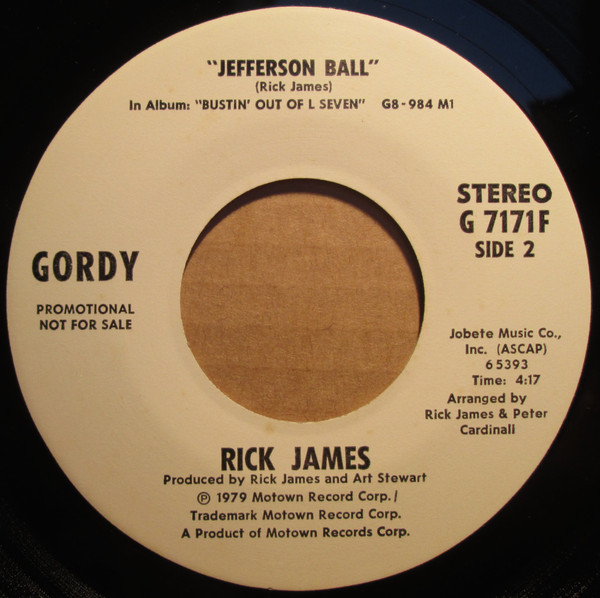 "JEFFERSON BALL"
(Rick James)
In Album: "BUSTIN' OUT OF L SEVEN" G8-984 M1
STEREO
G 7171F
SIDE 2
GORDY
PROMOTIONAL
NOT FOR SALE
Jobete Music Co.,
Inc. (ASCAP)
65393
Time: 4:17
Arranged by
Rick James & Peter
Cardinali
RICK JAMES
Produced by Rick James and Art Stewart
℗ 1979 Motown Record Corp./
Trademark Motown Record Corp.
A Product of Motown Records Corp.